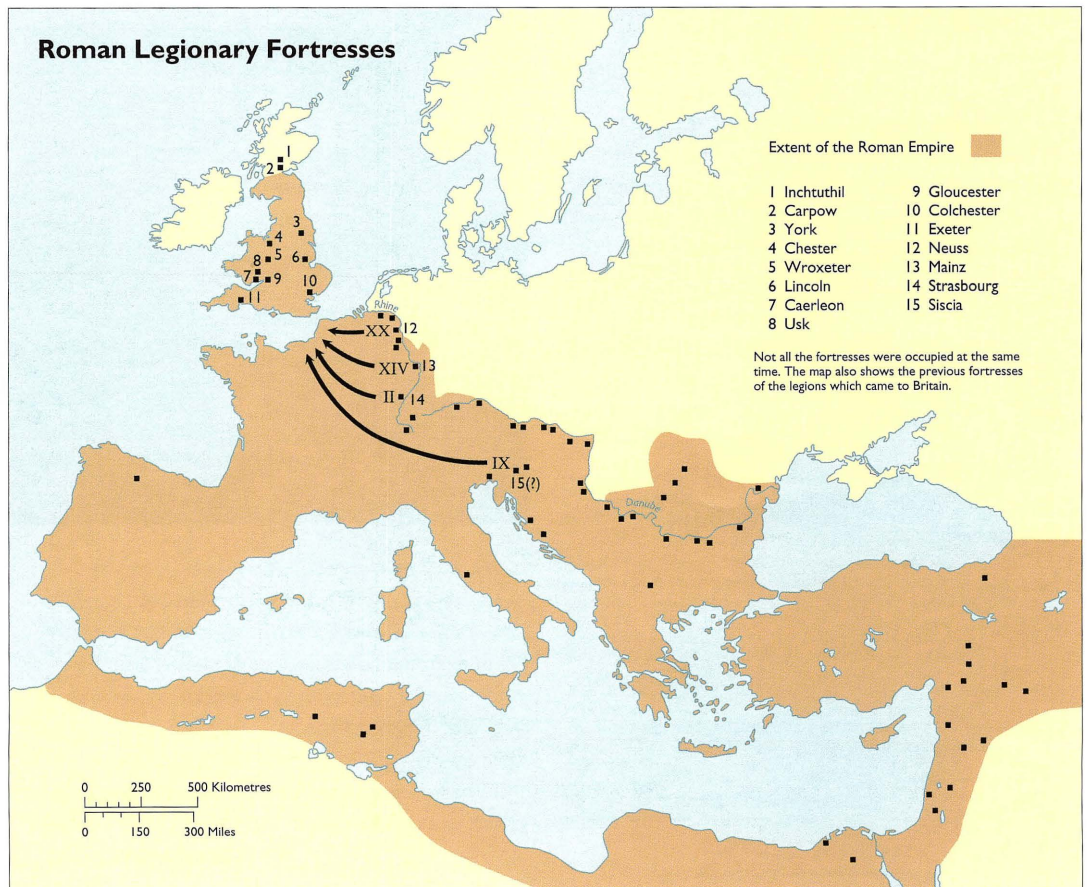 Roman Legionary Fortresses
Extent of the Roman Empire
1 Inchtuthil
2 Carpow
3 York
4 Chester
5 Wroxeter
6 Lincoln
7 Caerleon
8 Usk
9 Gloucester
10 Colchester
11 Exeter
12 Neuss
13 Mainz
14 Strasbourg
15 Siscia
Not all the fortresses were occupied at the same
time. The map also shows the previous fortresses
of the legions which came to Britain.
1
2
3
4
5
6
8
7
9
10
11
Rhine
XX
12
XIV
13
II
14
IX
15(?)
Danube
0 250 500 Kilometres
0 150 300 Miles